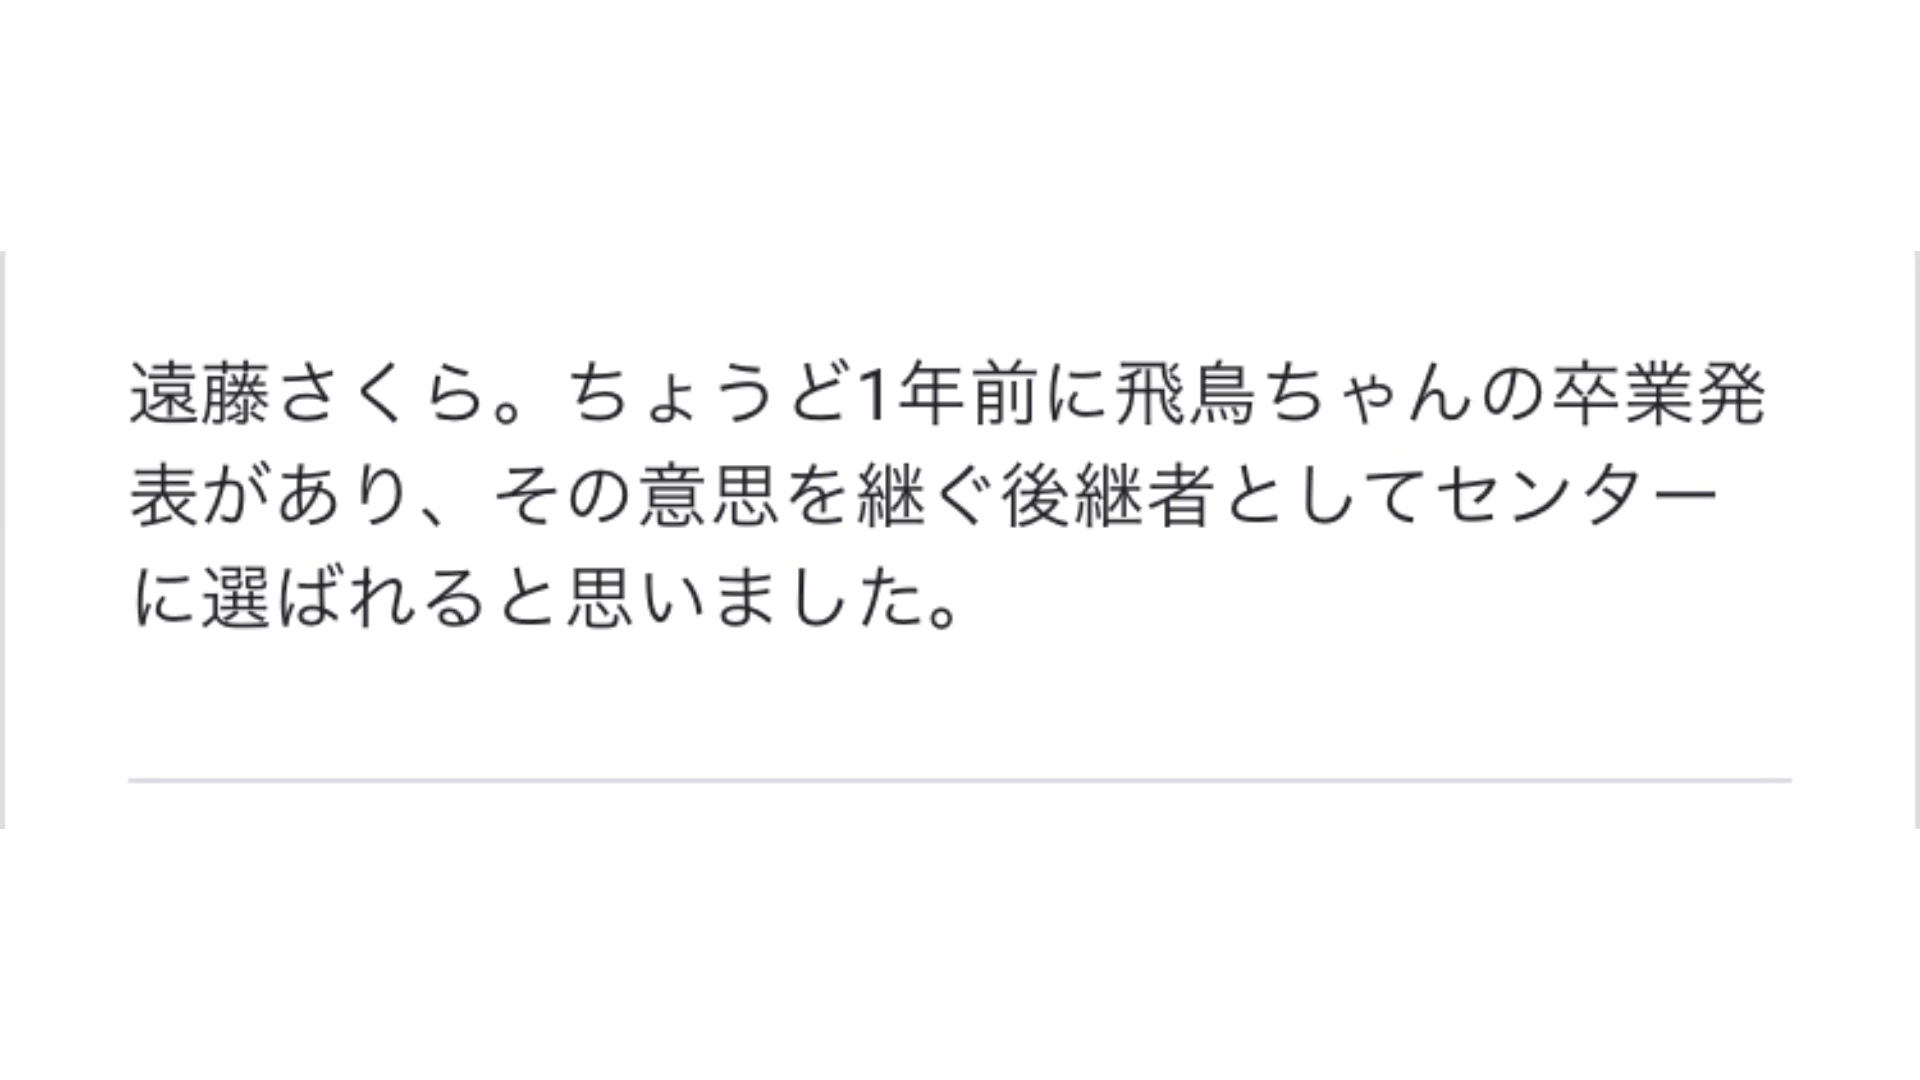 遠藤さくら。ちょうど1年前に飛鳥ちゃんの卒業発
表があり、その意思を継ぐ後継者としてセンター
に選ばれると思いました。